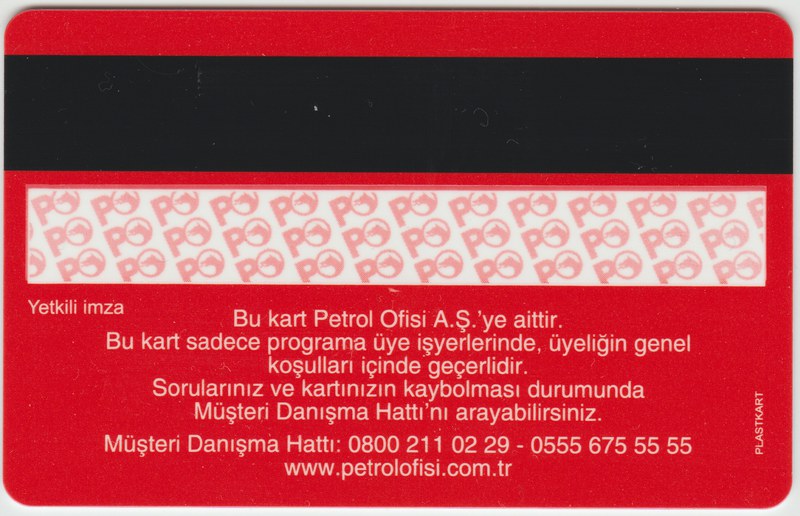 Yetkili imza
Bu kart Petrol Ofisi A.Ş.'ye aittir.
Bu kart sadece programa üye işyerlerinde, üyeliğin genel
koşulları içinde geçerlidir.
Sorularınız ve kartınızın kaybolması durumunda
Müşteri Danışma Hattı'nı arayabilirsiniz.
Müşteri Danışma Hattı: 0800 211 02 29 - 0555 675 55 55
www.petrolofisi.com.tr
PLASTKART